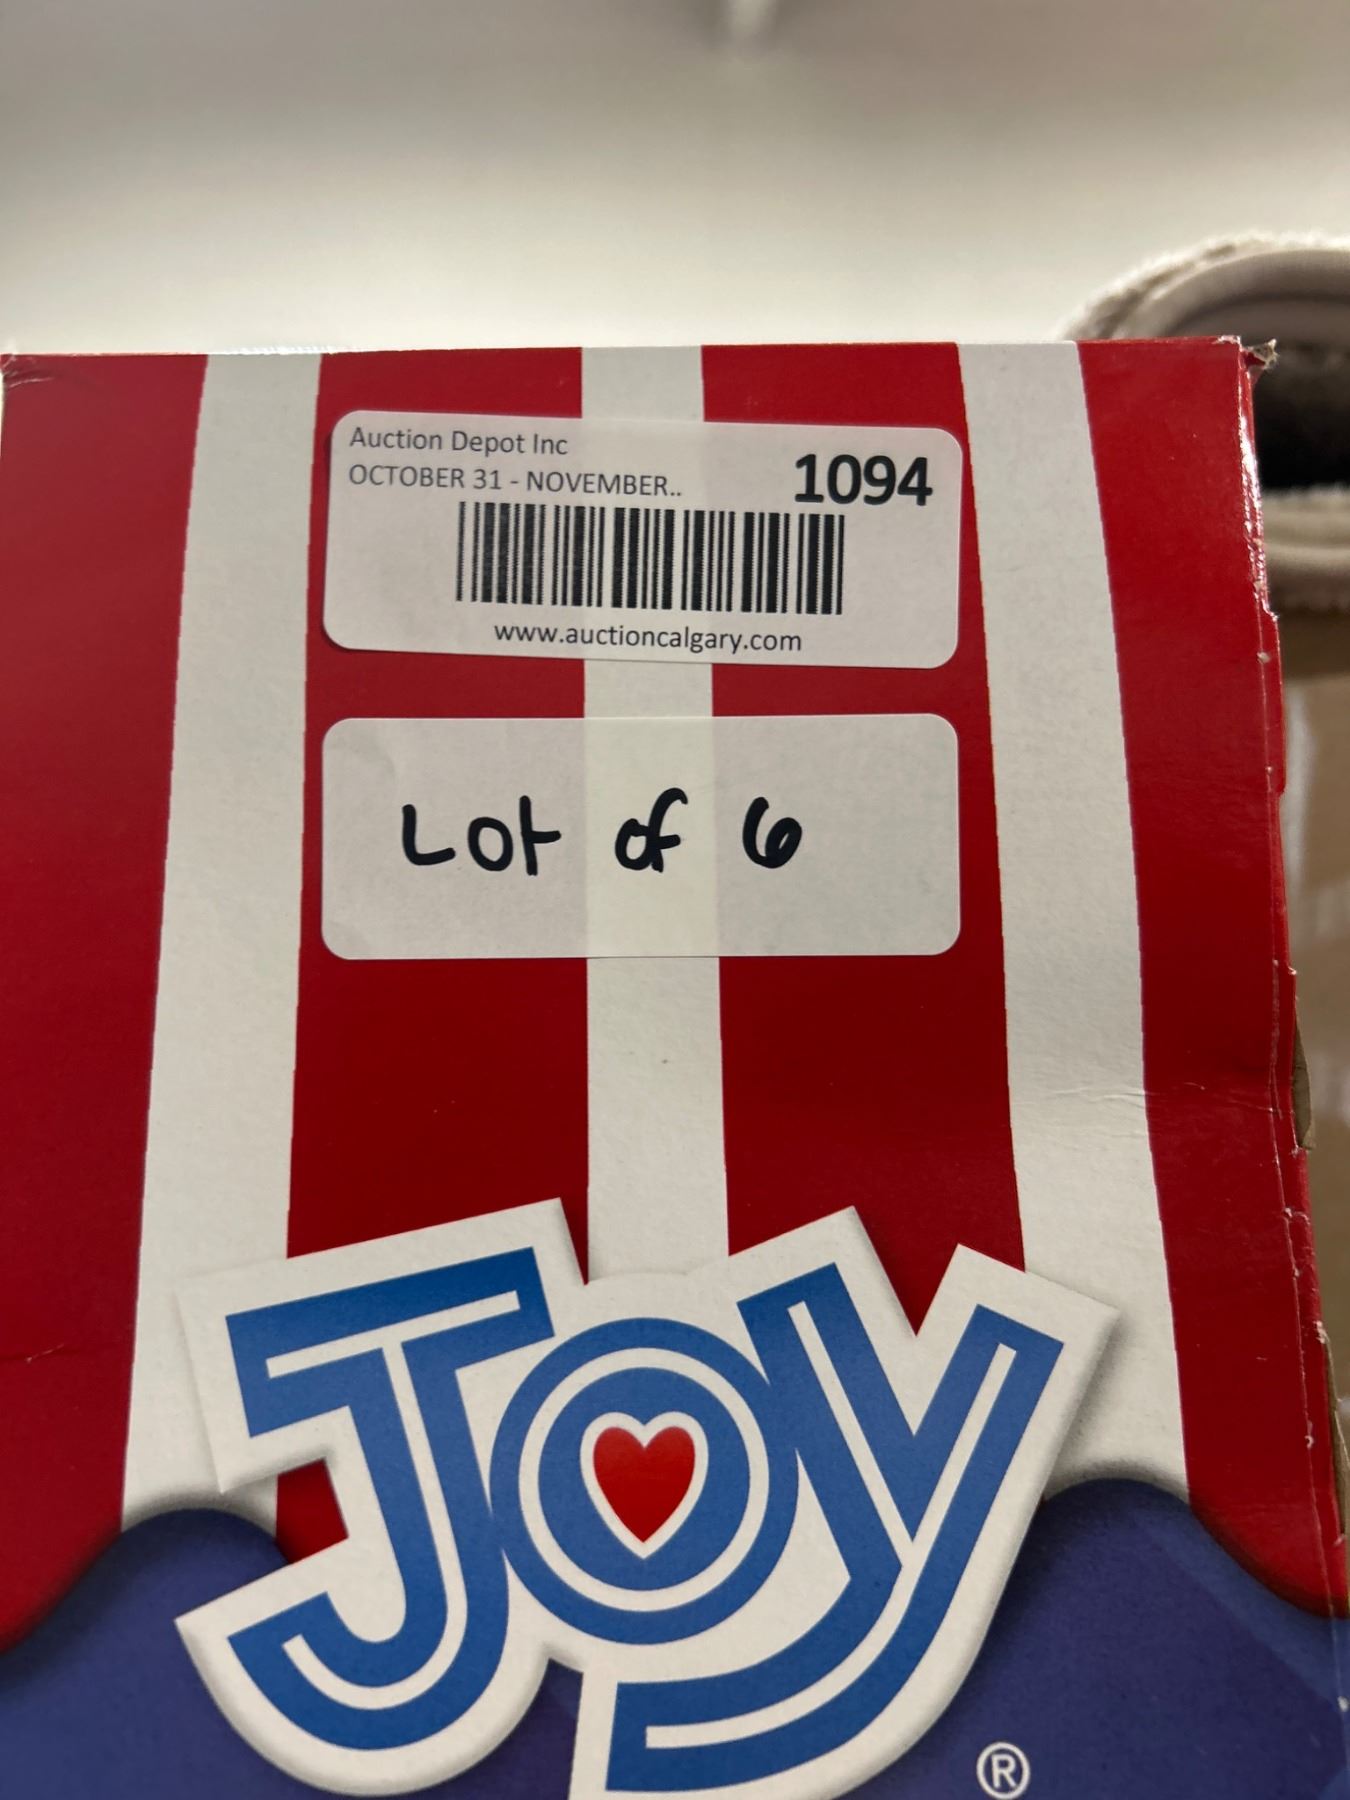 Auction Depot Inc
OCTOBER 31 - NOVEMBER..
1094
www.auctioncalgary.com
Lot of 6
JOY
®